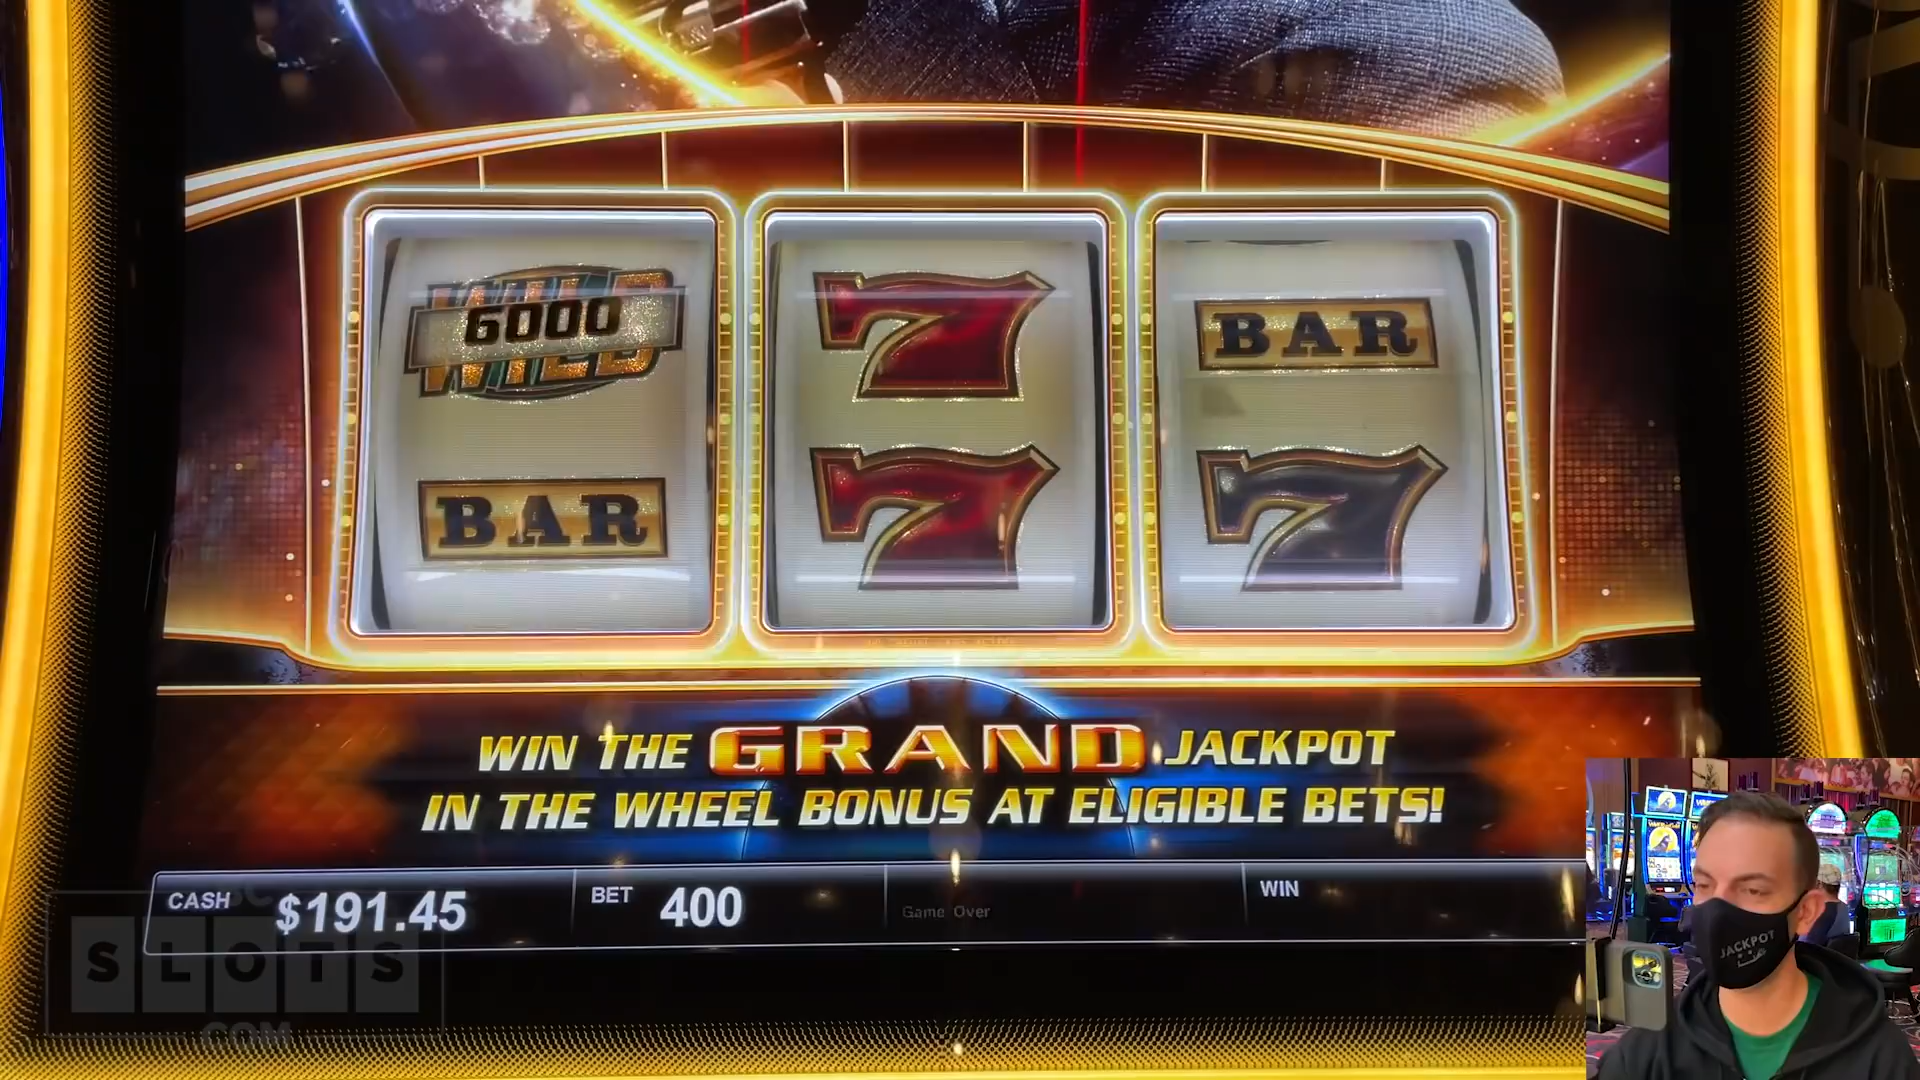 WILD
6000
BAR
BAR
WIN THE GRAND JACKPOT
IN THE WHEEL BONUS AT ELIGIBLE BETS!
CASH $191.45 BET 400 Game Over WIN
SLOTS
.COM
JACKPOT